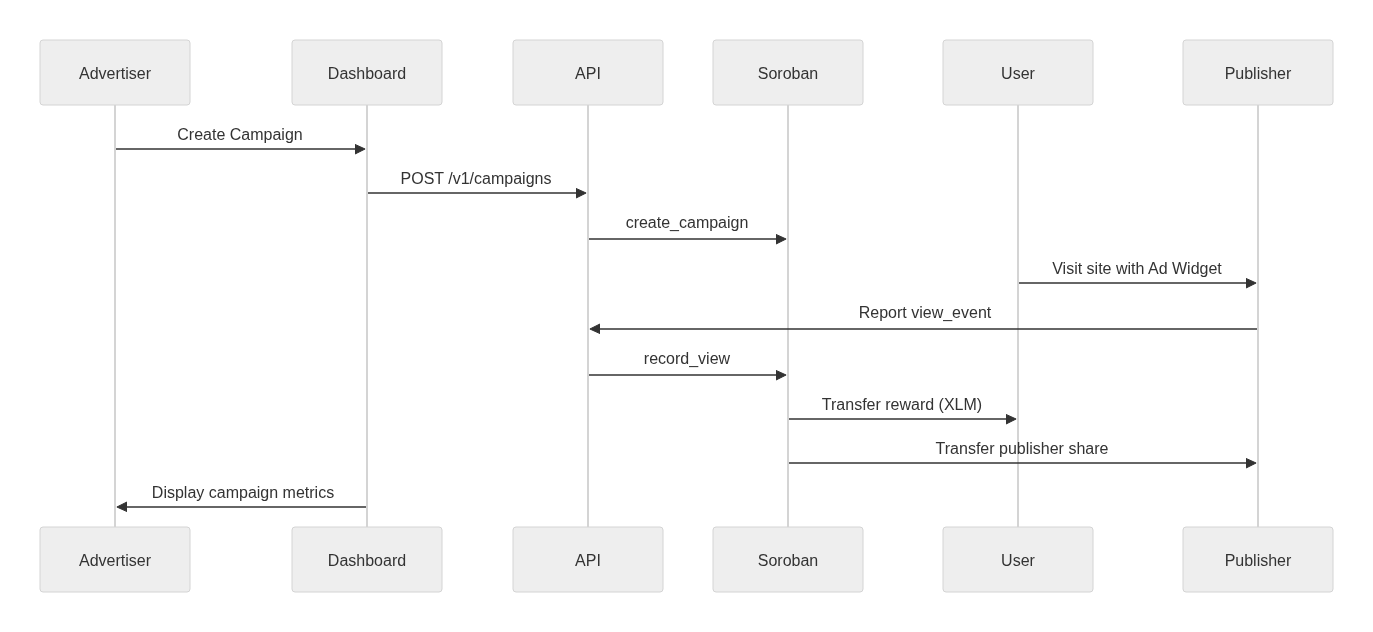 Advertiser
Dashboard
API
Soroban
User
Publisher
Create Campaign
POST /v1/campaigns
create_campaign
Visit site with Ad Widget
Report view_event
record_view
Transfer reward (XLM)
Transfer publisher share
Display campaign metrics
Advertiser
Dashboard
API
Soroban
User
Publisher